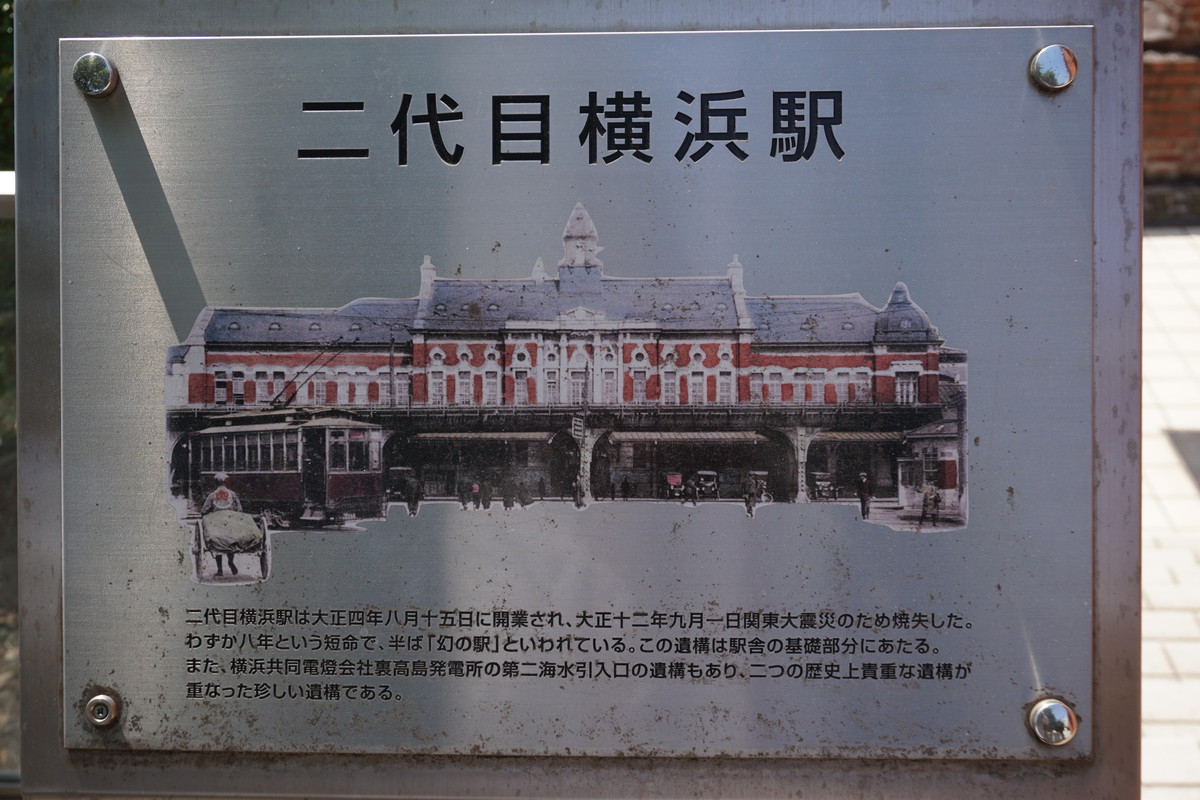 二代目横浜駅
二代目横浜駅は大正四年八月十五日に開業され、大正十二年九月一日関東大震災のため焼失した。
わずか八年という短命で、半ば「幻の駅」といわれている。この遺構は駅舎の基礎部分にあたる。
また、横浜共同電燈会社裏高島発電所の第二海水引入口の遺構もあり、二つの歴史上貴重な遺構が
重なった珍しい遺構である。